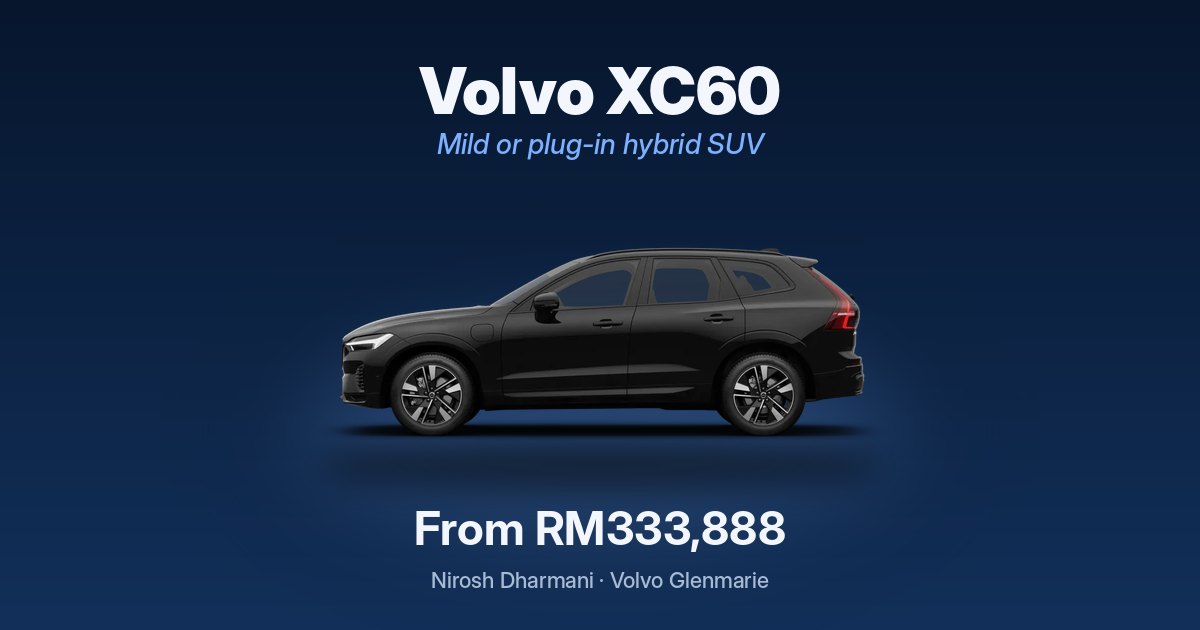 Volvo XC60
Mild or plug-in hybrid SUV
From RM333,888
Nirosh Dharmani · Volvo Glenmarie